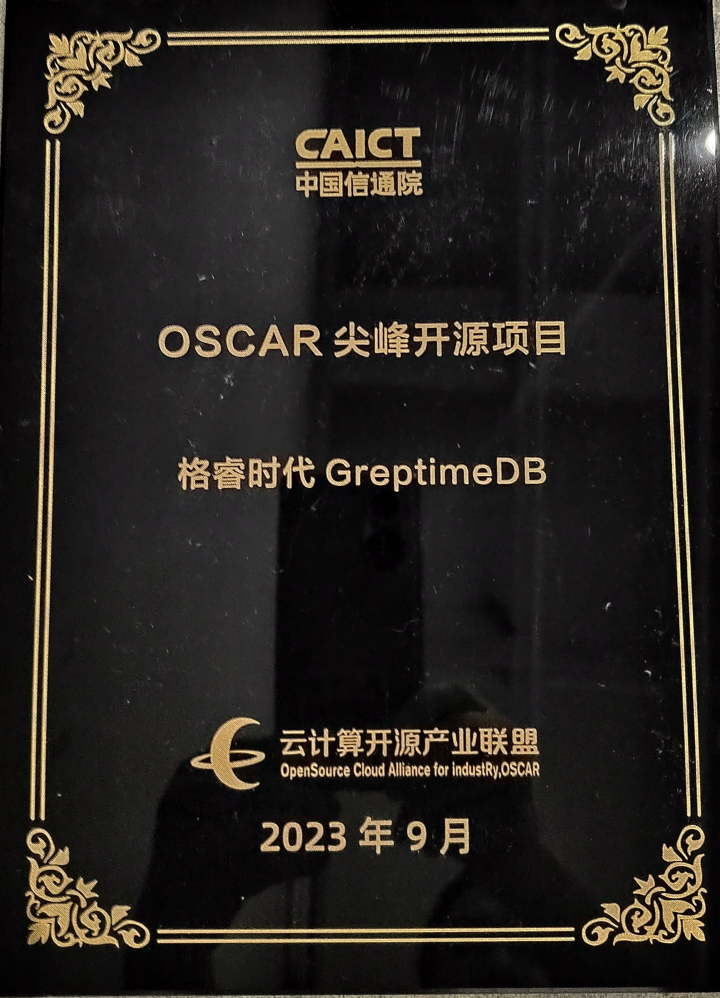 CAICT
中国信通院
OSCAR 尖峰开源项目
格睿时代 GreptimeDB
云计算开源产业联盟
OpenSource Cloud Alliance for industRy,OSCAR
2023 年 9 月